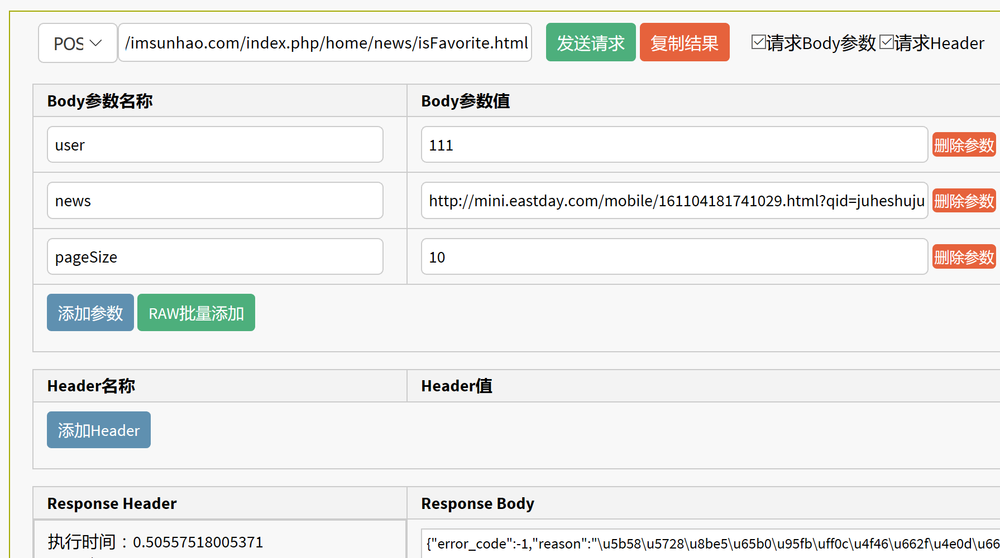 POS /imsunhao.com/index.php/home/news/isFavorite.html 发送请求 复制结果 请求Body参数 请求Header
Body参数名称 Body参数值
user 111 删除参数
news http://mini.eastday.com/mobile/161104181741029.html?qid=juheshuju 删除参数
pageSize 10 删除参数
添加参数 RAW批量添加
Header名称 Header值
添加Header
Response Header Response Body
执行时间：0.50557518005371 {"error_code":-1,"reason":"\u5b58\u5728\u8be5\u65b0\u95fb\uff0c\u4f46\u662f\u4e0d\u66